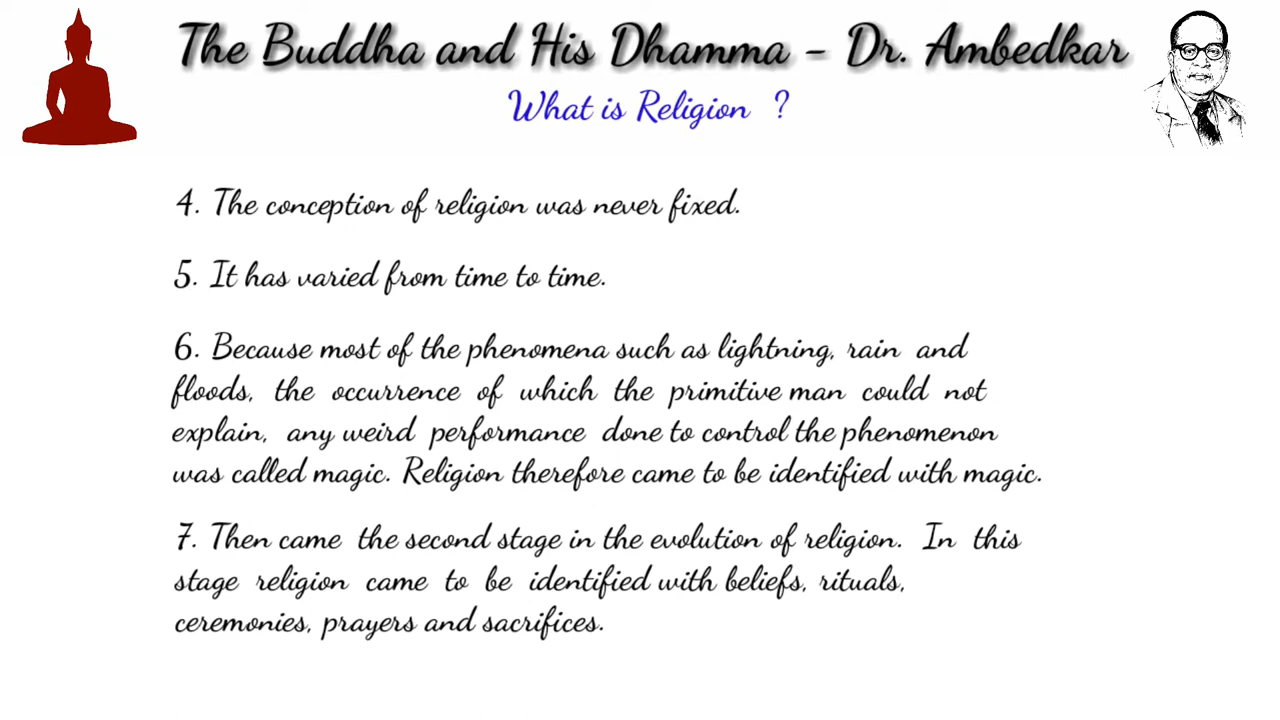 The Buddha and His Dhamma - Dr. Ambedkar
What is Religion ?
4. The conception of religion was never fixed.
5. It has varied from time to time.
6. Because most of the phenomena such as lightning, rain and
floods, the occurrence of which the primitive man could not
explain, any weird performance done to control the phenomenon
was called magic. Religion therefore came to be identified with magic.
7. Then came the second stage in the evolution of religion. In this
stage religion came to be identified with beliefs, rituals,
ceremonies, prayers and sacrifices.